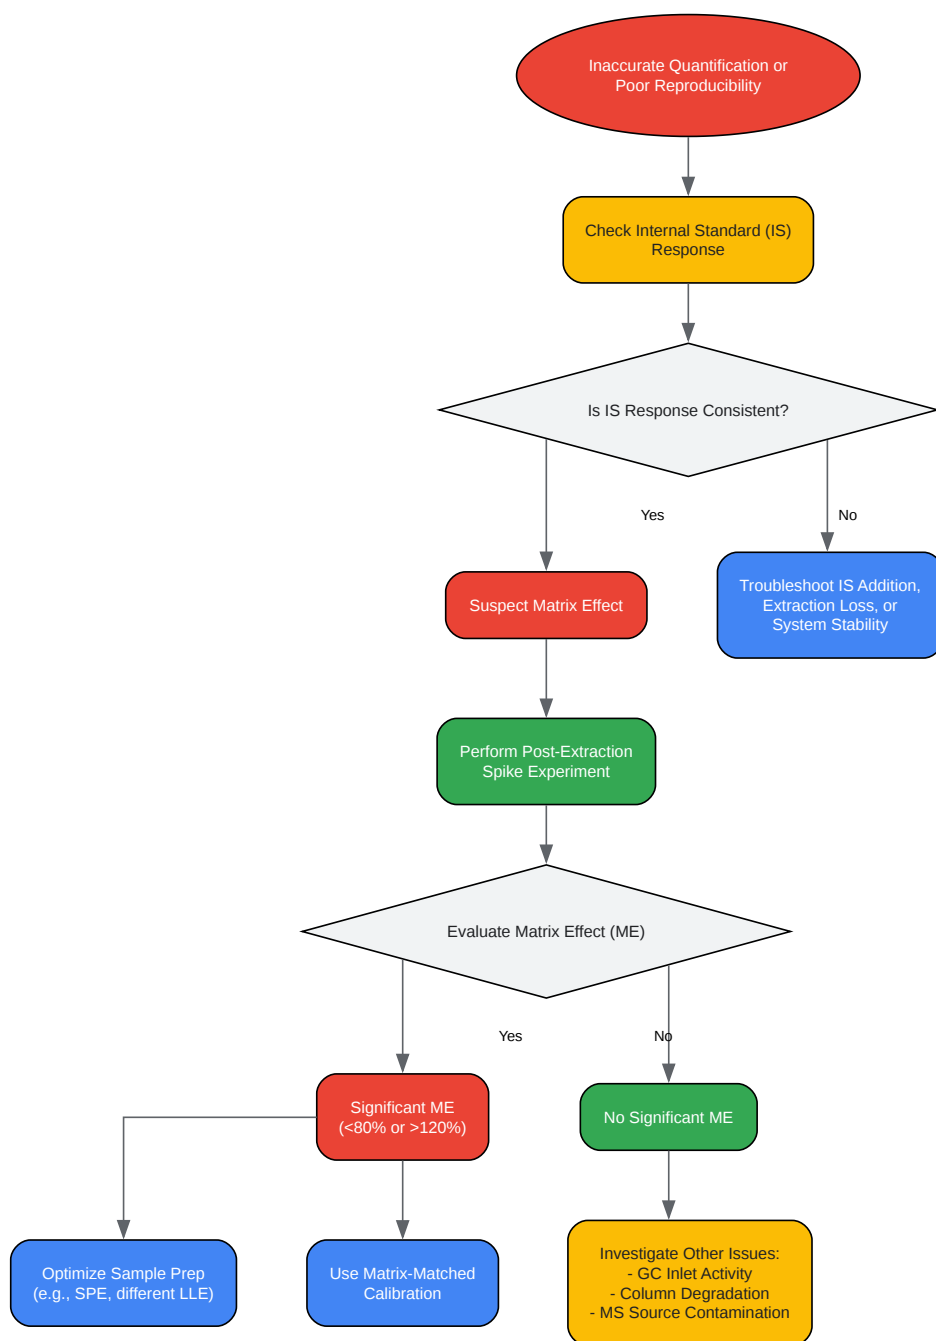 Inaccurate Quantification or
Poor Reproducibility
Check Internal Standard (IS)
Response
Is IS Response Consistent?
Yes
No
Suspect Matrix Effect
Troubleshoot IS Addition,
Extraction Loss, or
System Stability
Perform Post-Extraction
Spike Experiment
Evaluate Matrix Effect (ME)
Yes
No
Significant ME
(<80% or >120%)
No Significant ME
Optimize Sample Prep
(e.g., SPE, different LLE)
Use Matrix-Matched
Calibration
Investigate Other Issues:
- GC Inlet Activity
- Column Degradation
- MS Source Contamination